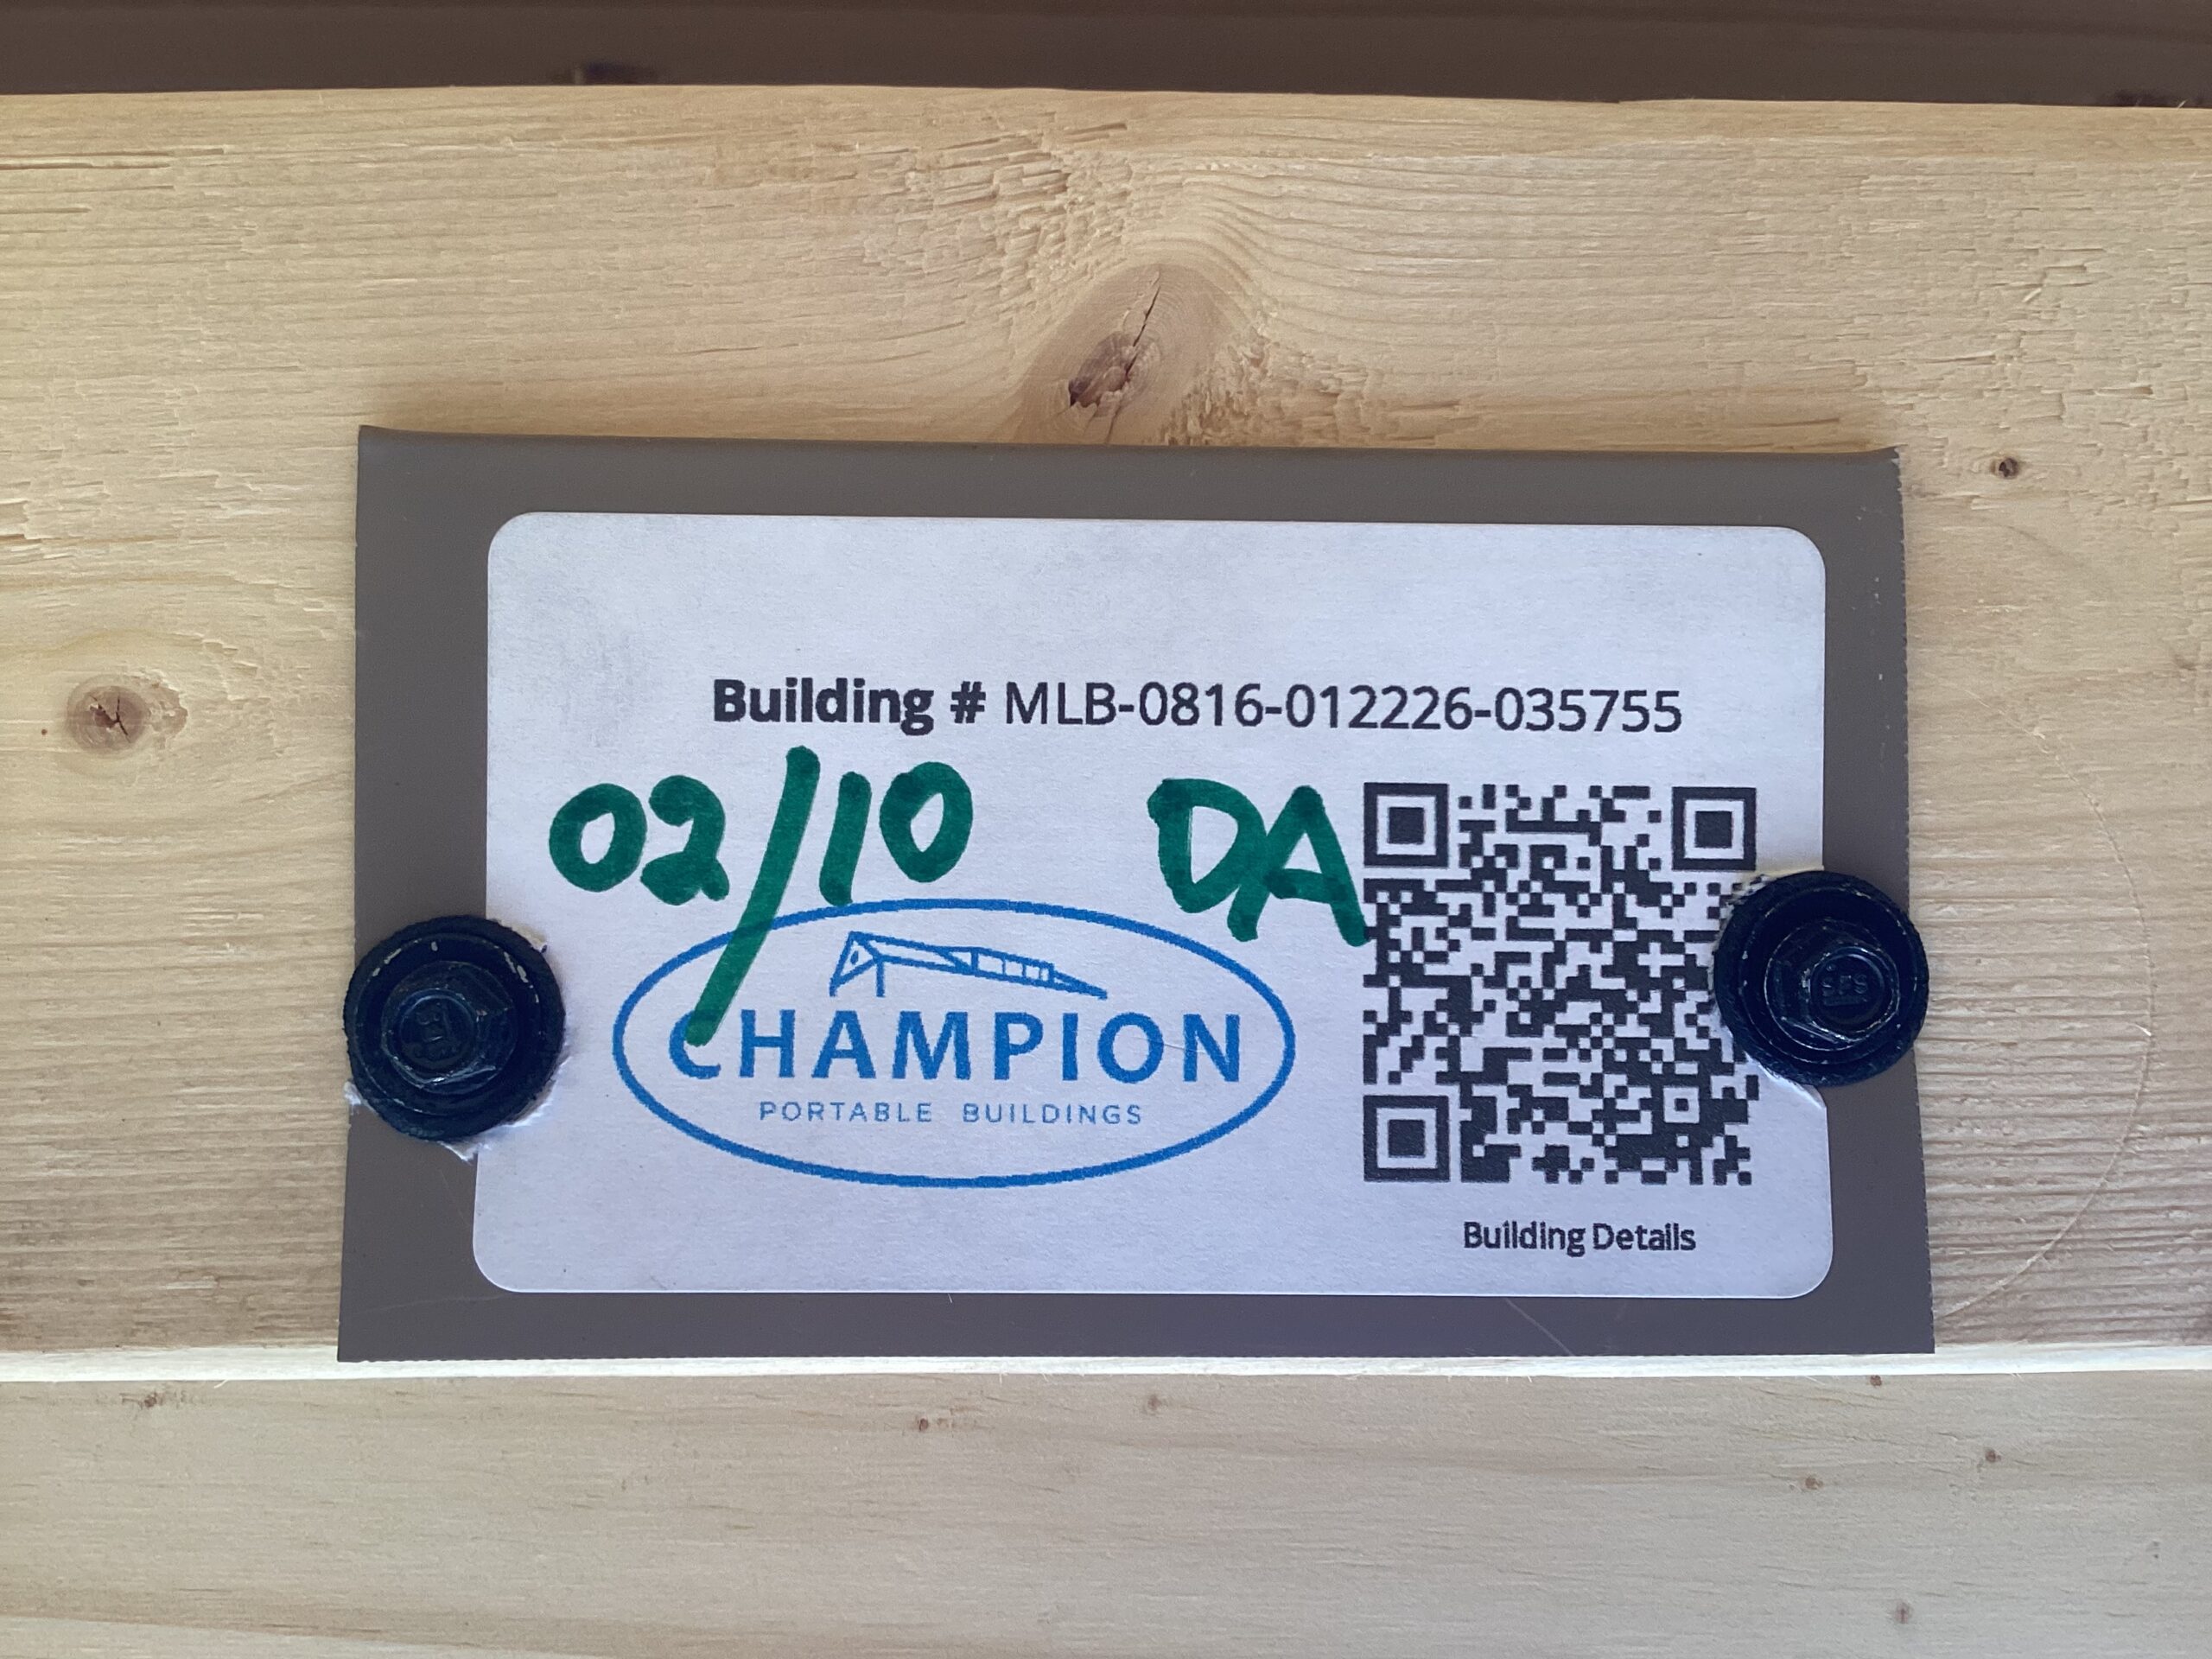 Building # MLB-0816-012226-035755
02/10 DA
CHAMPION
PORTABLE BUILDINGS
Building Details